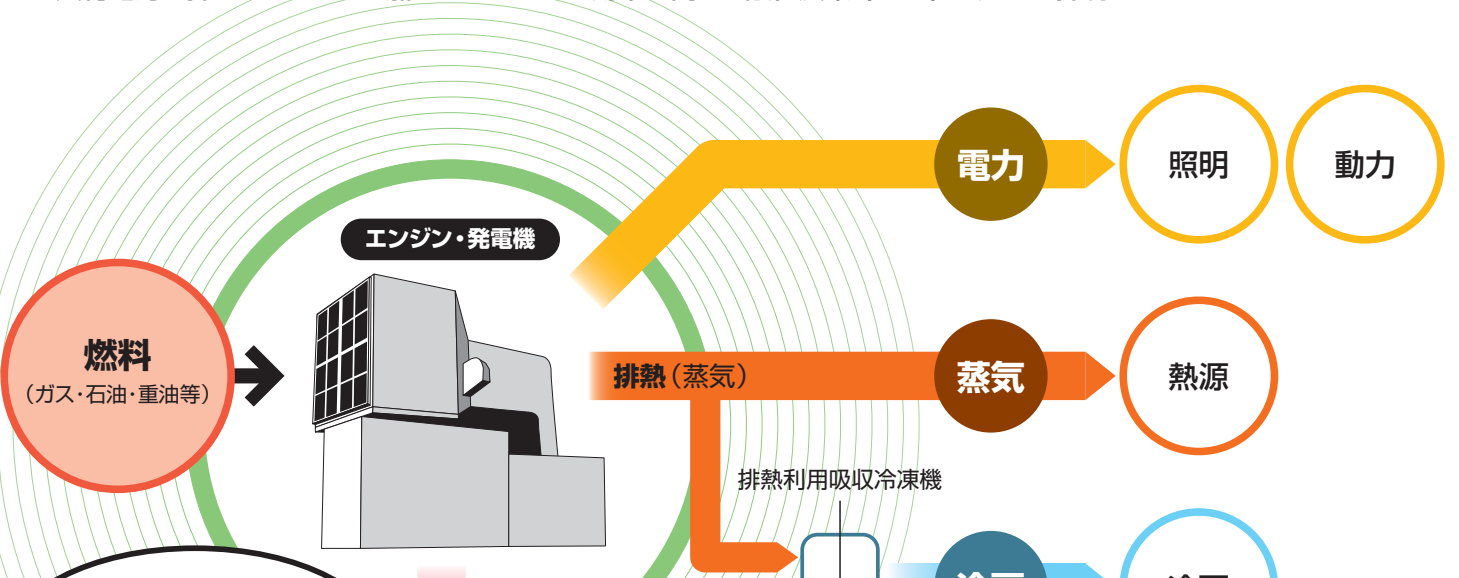 電力
照明
動力
エンジン・発電機
燃料
(ガス・石油・重油等)
排熱(蒸気)
蒸気
熱源
排熱利用吸収冷凍機